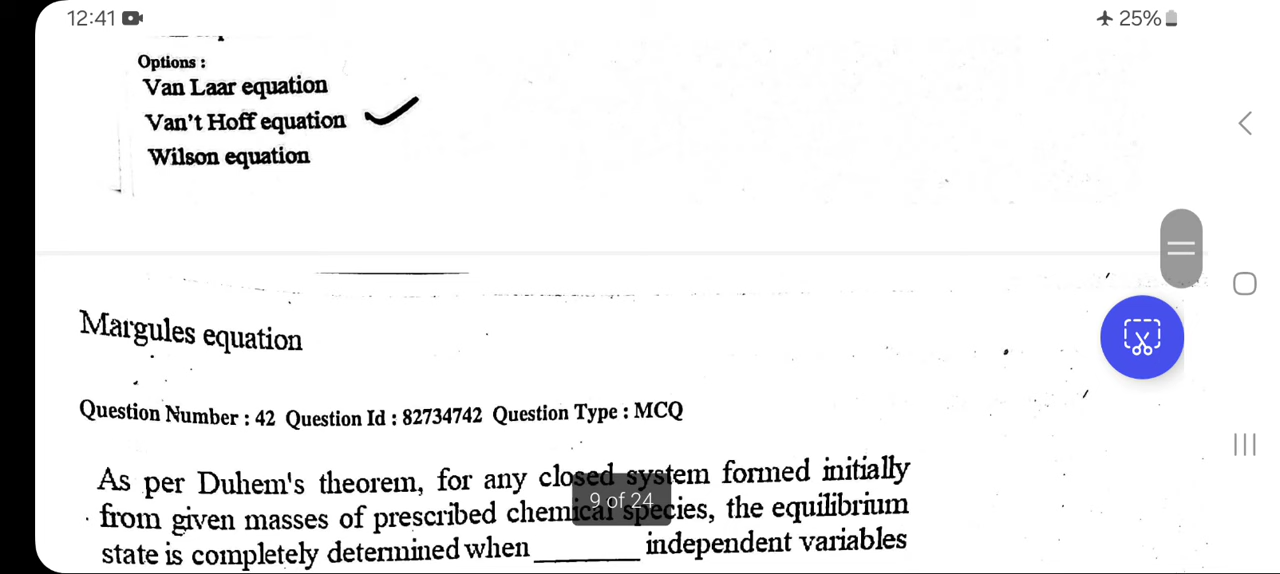 12:41
25%
Options :
Van Laar equation
Van't Hoff equation
Wilson equation
Margules equation
Question Number : 42 Question Id : 82734742 Question Type : MCQ
As per Duhem's theorem, for any closed system formed initially
9 of 24
from given masses of prescribed chemical species, the equilibrium
state is completely determined when ________ independent variables